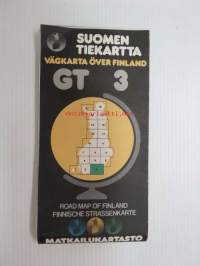 SUOMEN
TIEKARTTA
VÄGKARTA ÖVER FINLAND
GT 3
ROAD MAP OF FINLAND
FINNISCHE STRASSENKARTE
MATKAILUKARTASTO